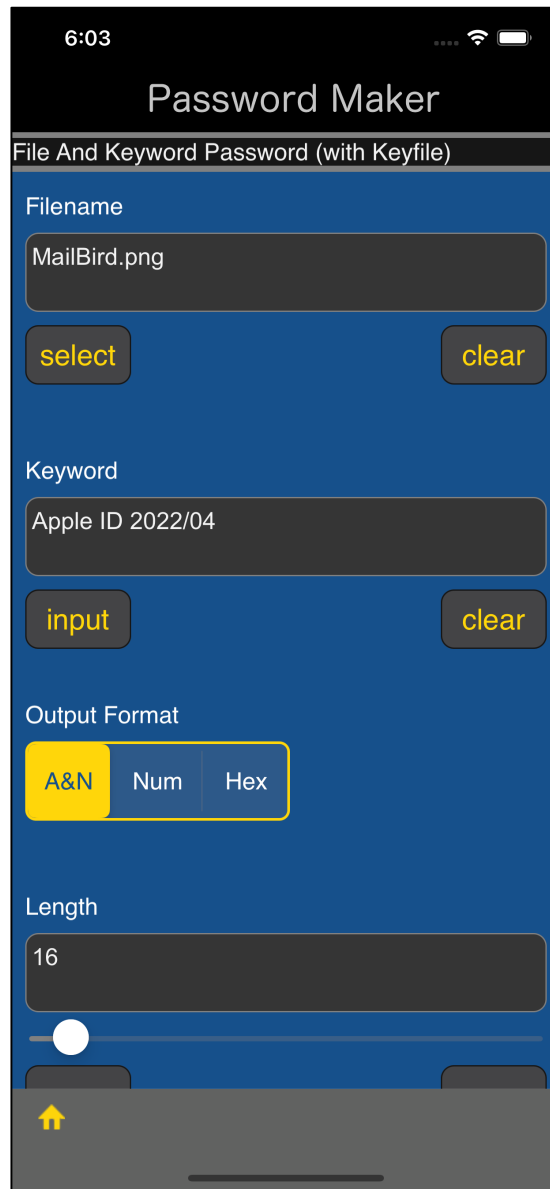 6:03
Password Maker
File And Keyword Password (with Keyfile)
Filename
MailBird.png
select clear
Keyword
Apple ID 2022/04
input clear
Output Format
A&N Num Hex
Length
16